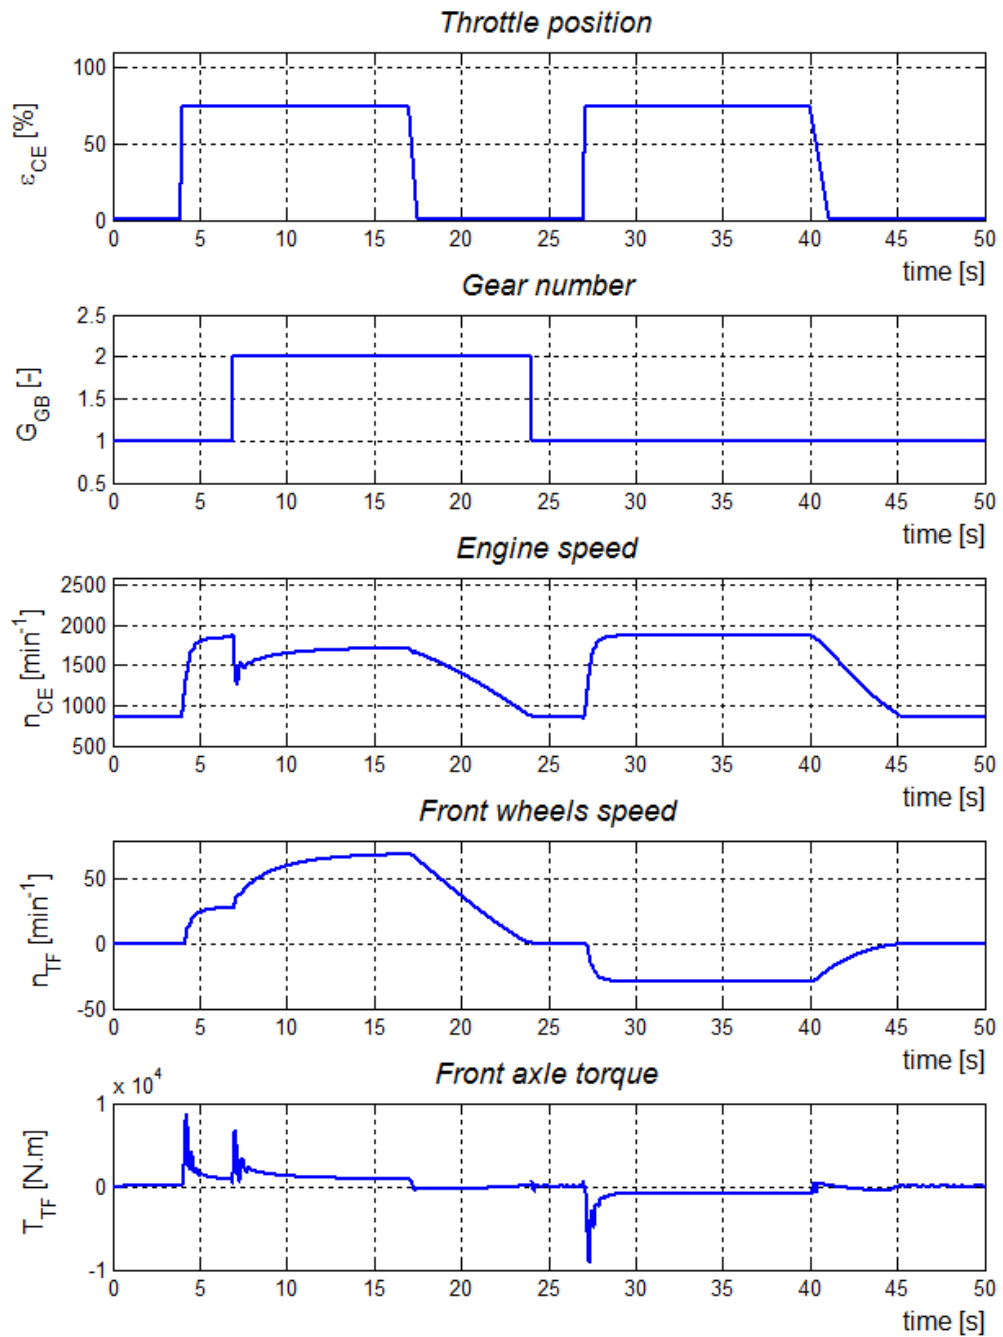 Throttle position
ε_CE [%]
100
50
0
0 5 10 15 20 25 30 35 40 45 50
time [s]
Gear number
G_GB [-]
2.5
2
1.5
1
0.5
0 5 10 15 20 25 30 35 40 45 50
time [s]
Engine speed
n_CE [min⁻¹]
2500
2000
1500
1000
500
0 5 10 15 20 25 30 35 40 45 50
time [s]
Front wheels speed
n_TF [min⁻¹]
50
0
-50
0 5 10 15 20 25 30 35 40 45 50
time [s]
Front axle torque
x 10⁴
T_TF [N.m]
1
0
-1
0 5 10 15 20 25 30 35 40 45 50
time [s]